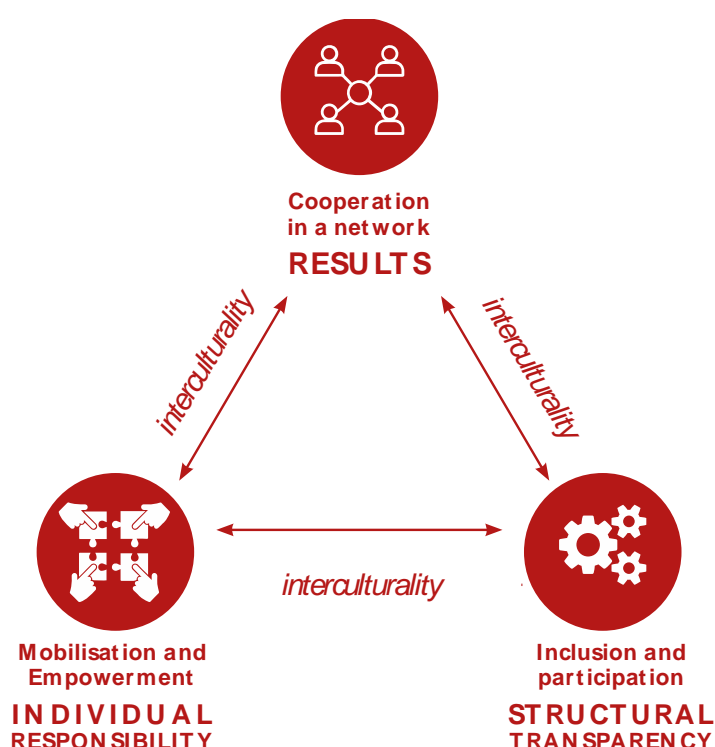 Cooperation
in a network
RESULTS
interculturality
interculturality
interculturality
Mobilisation and
Empowerment
INDIVIDUAL
RESPONSIBILITY
Inclusion and
participation
STRUCTURAL
TRANSPARENCY